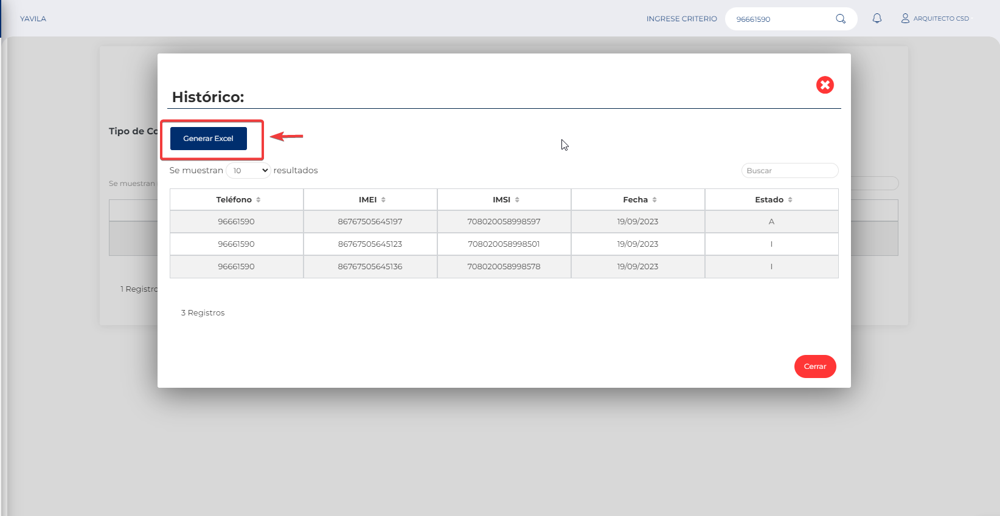 YAVILA
INGRESE CRITERIO 96661590 ARQUITECTO CSD
Histórico:
Tipo de Co
Generar Excel
Se muestran 10 resultados Buscar
Se muestran
Teléfono IMEI IMSI Fecha Estado
96661590 86767505645197 708020058998597 19/09/2023 A
96661590 86767505645123 708020058998501 19/09/2023 I
96661590 86767505645136 708020058998578 19/09/2023 I
1 Registro
3 Registros
Cerrar